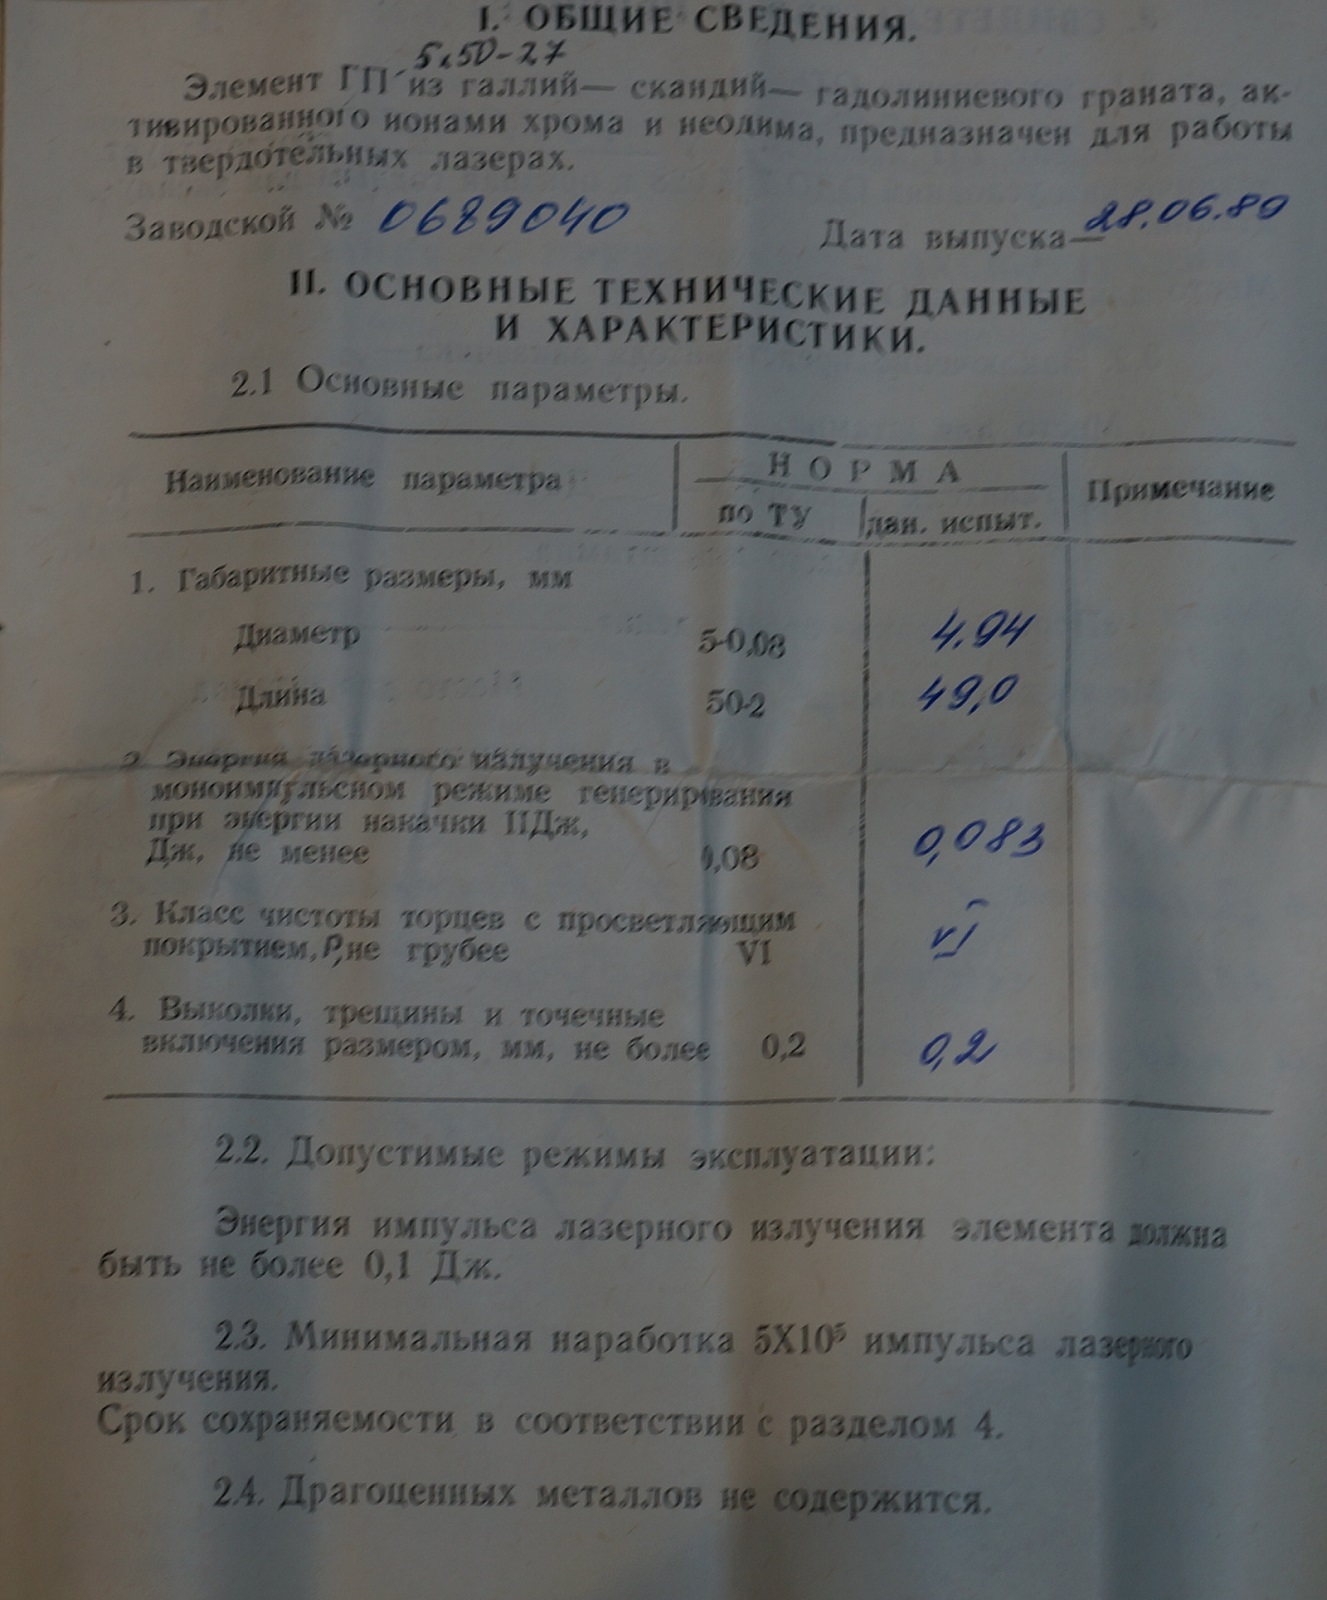 I. ОБЩИЕ СВЕДЕНИЯ.
5х50-27
Элемент ГП из галлий— скандий— гадолиниевого граната, ак-
тивированного ионами хрома и неодима, предназначен для работы
в твердотельных лазерах.
Заводской № 0689040 Дата выпуска— 28.06.89
II. ОСНОВНЫЕ ТЕХНИЧЕСКИЕ ДАННЫЕ
И ХАРАКТЕРИСТИКИ.
2.1 Основные параметры.
Наименование параметра НОРМА Примечание
по ТУ дан. испыт.
1. Габаритные размеры, мм
Диаметр 5-0,08 4.94
Длина 50-2 49,0
2 Энергия лазерного излучения в
моноимпульсном режиме генерирования
при энергии накачки 11Дж,
Дж, не менее 0,08 0,083
3. Класс чистоты торцев с просветляющим
покрытием, Р, не грубее VI VI
4. Выколки, трещины и точечные
включения размером, мм, не более 0,2 0,2
2.2. Допустимые режимы эксплуатации:
Энергия импульса лазерного излучения элемента должна
быть не более 0,1 Дж.
2.3. Минимальная наработка 5Х10⁵ импульса лазерного
излучения.
Срок сохраняемости в соответствии с разделом 4.
2.4. Драгоценных металлов не содержится.